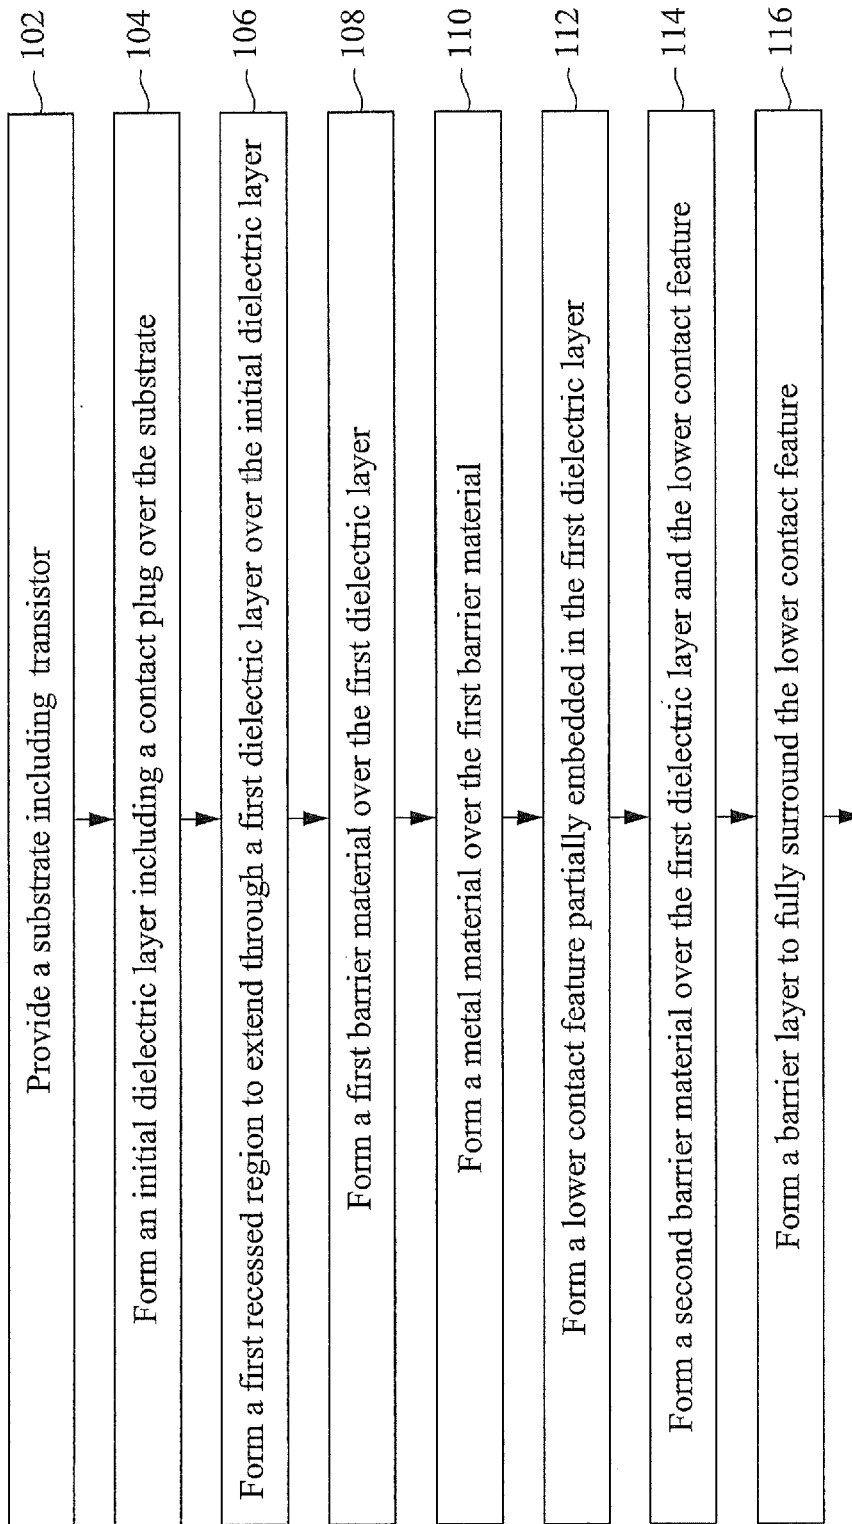 Provide a substrate including transistor
102
Form an initial dielectric layer including a contact plug over the substrate
104
Form a first recessed region to extend through a first dielectric layer over the initial dielectric layer
106
Form a first barrier material over the first dielectric layer
108
Form a metal material over the first barrier material
110
Form a lower contact feature partially embedded in the first dielectric layer
112
Form a second barrier material over the first dielectric layer and the lower contact feature
114
Form a barrier layer to fully surround the lower contact feature
116